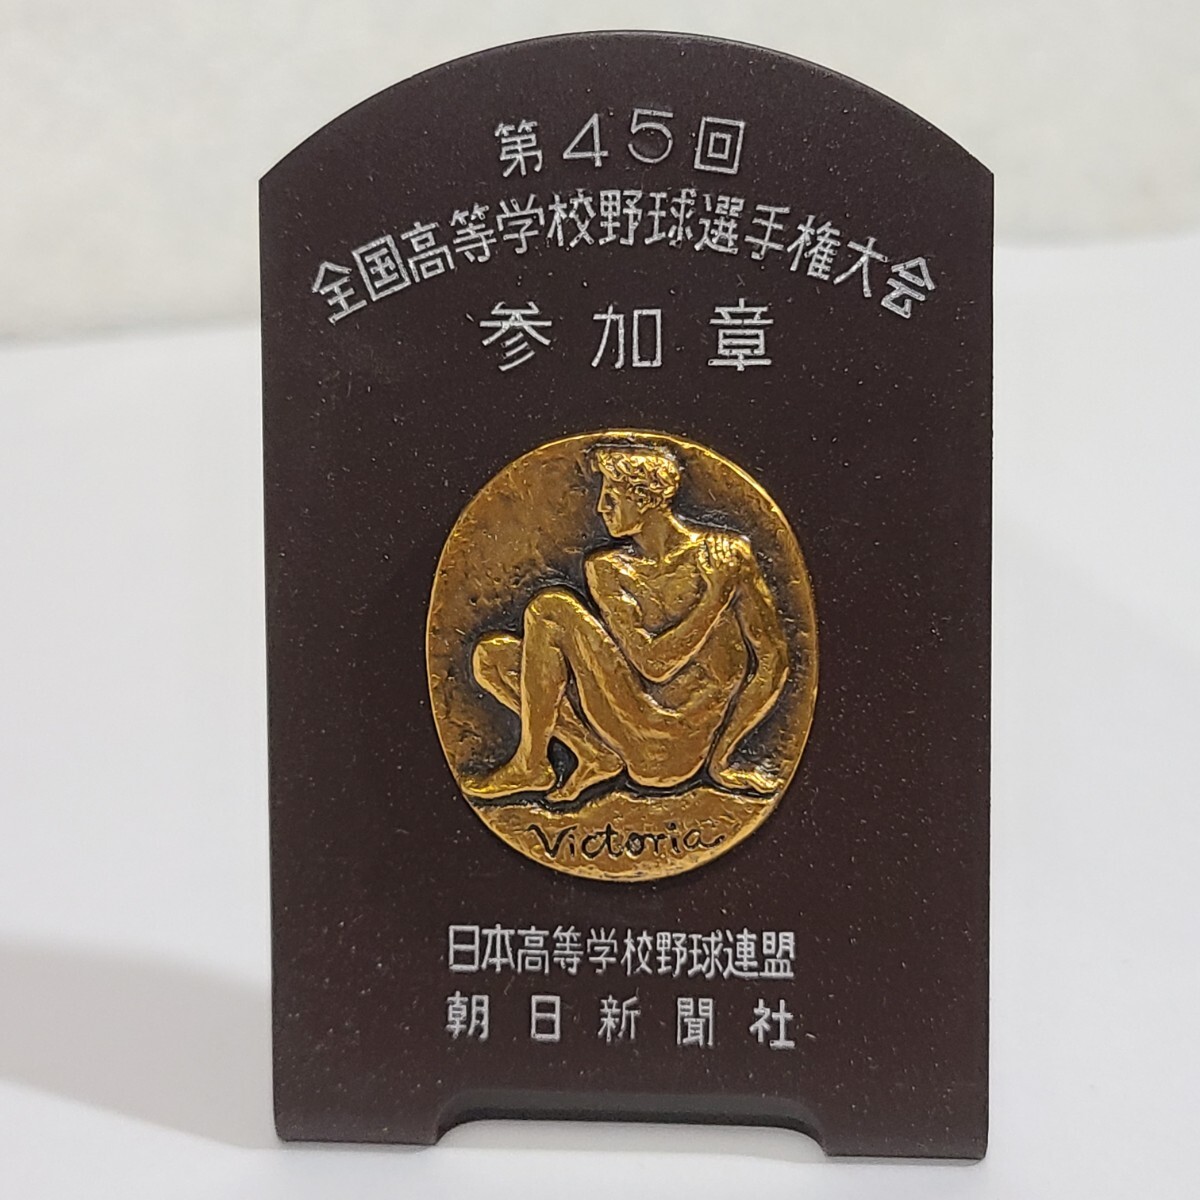 第45回
全国高等学校野球選手権大会
参加章
Victoria
日本高等学校野球連盟
朝日新聞社